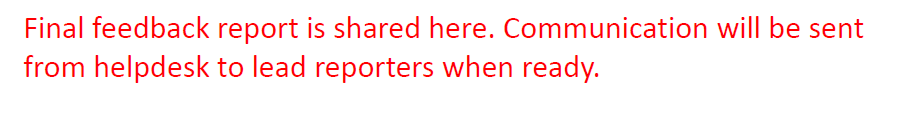 Final feedback report is shared here. Communication will be sent
from helpdesk to lead reporters when ready.